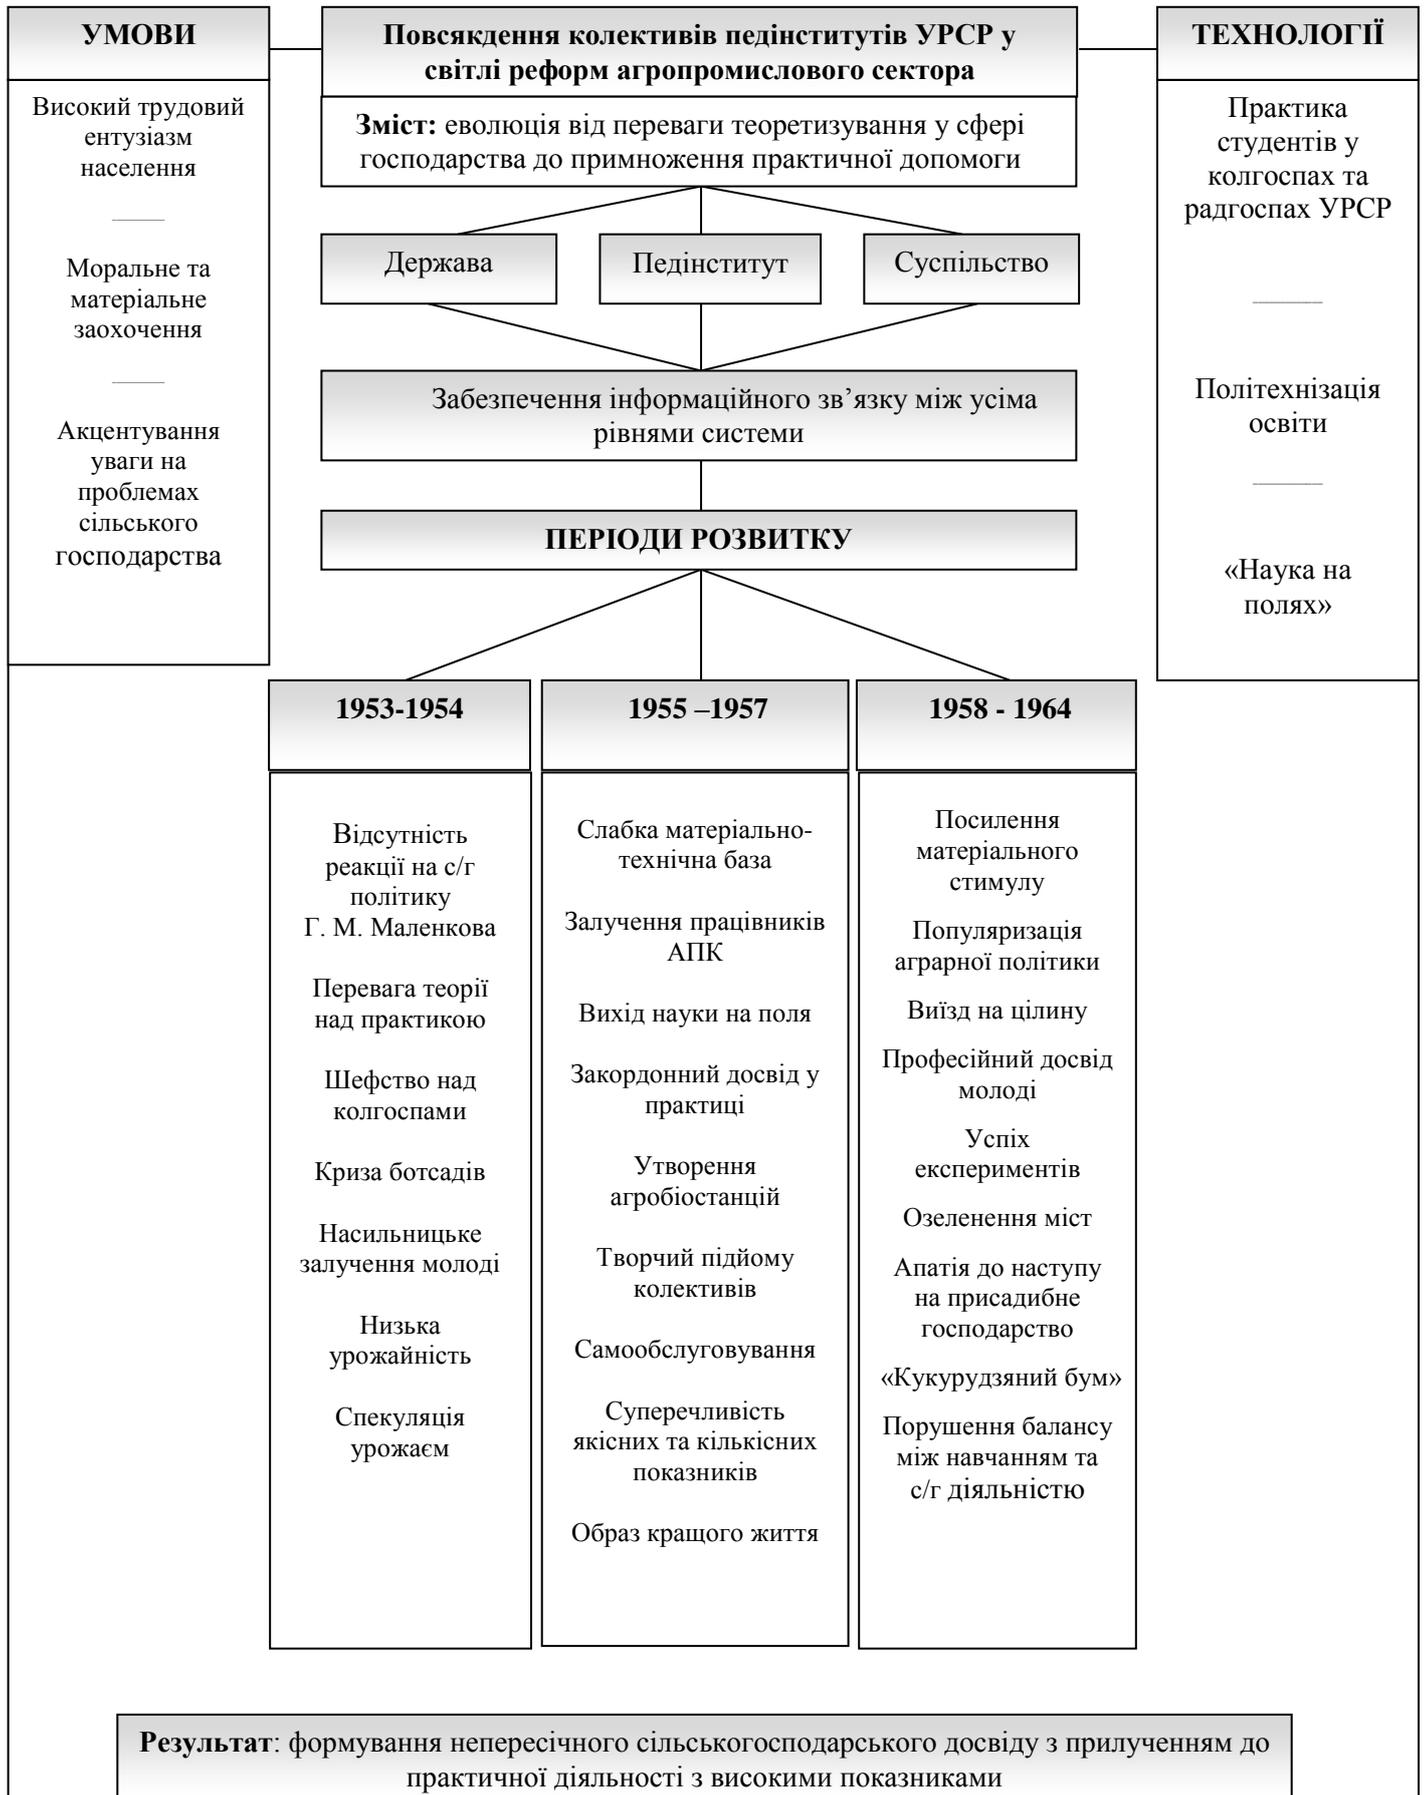 УМОВИ
Високий трудовий
ентузіазм
населення
Моральне та
матеріальне
заохочення
Акцентування
уваги на
проблемах
сільського
господарства
Повсякдення колективів педінститутів УРСР у
світлі реформ агропромислового сектора
Зміст: еволюція від переваги теоретизування у сфері
господарства до примноження практичної допомоги
Держава
Педінститут
Суспільство
Забезпечення інформаційного зв’язку між усіма
рівнями системи
ПЕРІОДИ РОЗВИТКУ
ТЕХНОЛОГІЇ
Практика
студентів у
колгоспах та
радгоспах УРСР
Політехнізація
освіти
«Наука на
полях»
1953-1954
Відсутність
реакції на с/г
політику
Г. М. Маленкова
Перевага теорії
над практикою
Шефство над
колгоспами
Криза ботсадів
Насильницьке
залучення молоді
Низька
урожайність
Спекуляція
урожаєм
1955 –1957
Слабка матеріально-
технічна база
Залучення працівників
АПК
Вихід науки на поля
Закордонний досвід у
практиці
Утворення
агробіостанцій
Творчий підйому
колективів
Самообслуговування
Суперечливість
якісних та кількісних
показників
Образ кращого життя
1958 - 1964
Посилення
матеріального
стимулу
Популяризація
аграрної політики
Виїзд на цілину
Професійний досвід
молоді
Успіх
експериментів
Озеленення міст
Апатія до наступу
на присадибне
господарство
«Кукурудзяний бум»
Порушення балансу
між навчанням та
с/г діяльністю
Результат: формування непересічного сільськогосподарського досвіду з прилученням до
практичної діяльності з високими показниками